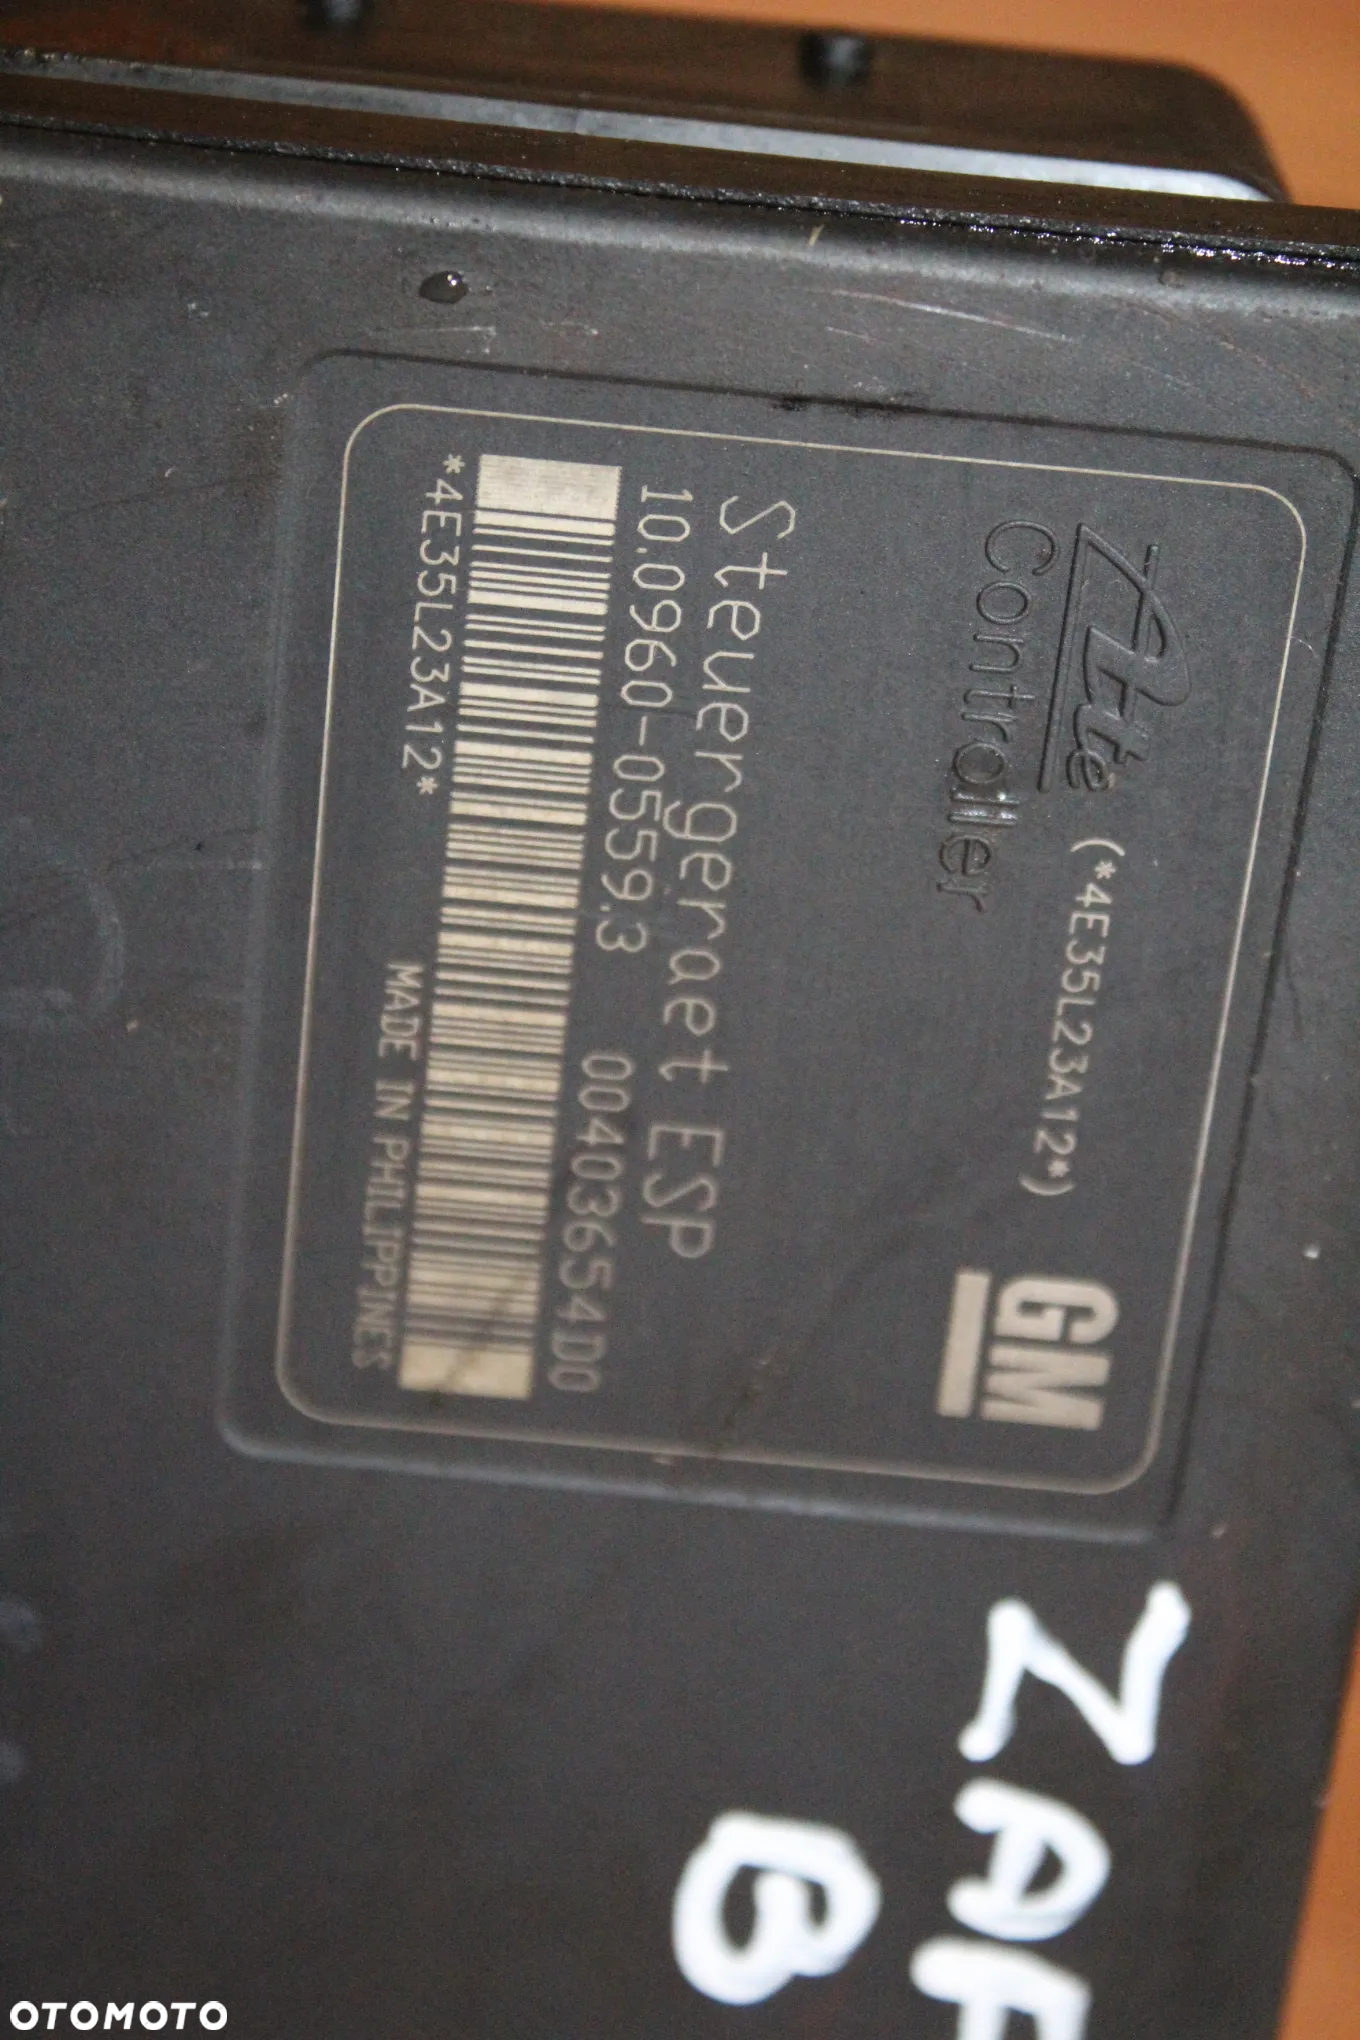 Ate (*4E35L23A12*) GM
Controller
Steuergeraet ESP
10.0960-0559.3 00403654D0
*4E35L23A12* MADE IN PHILIPPINES
ZAF
B
OTOMOTO